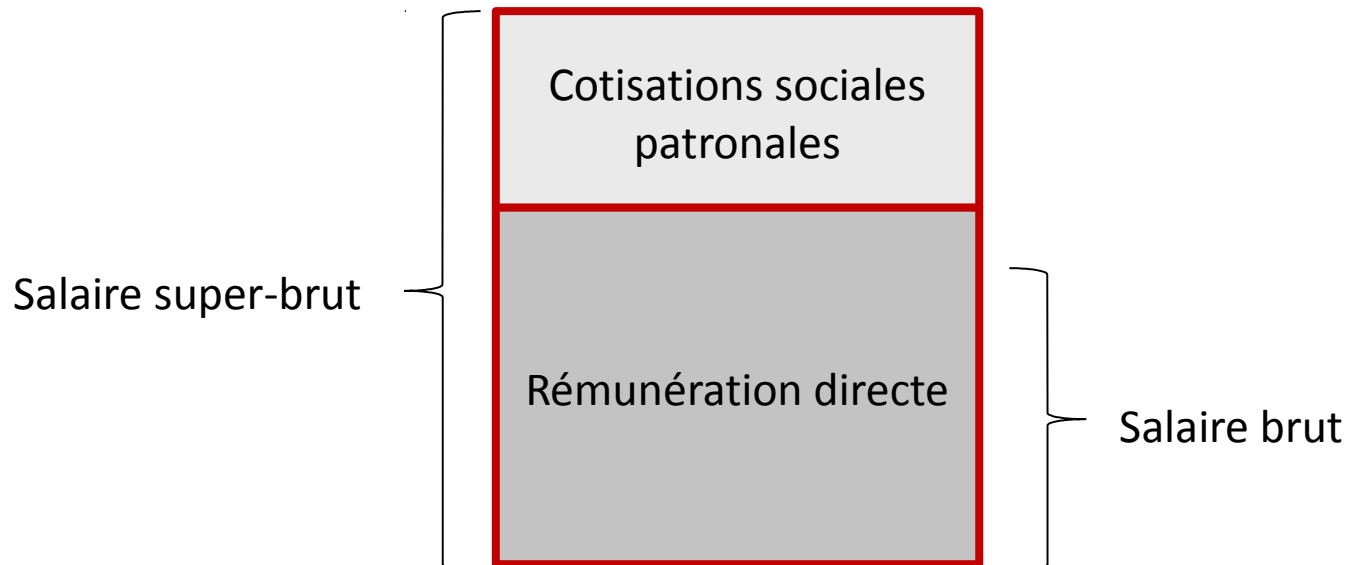 Cotisations sociales
patronales
Salaire super-brut
Rémunération directe
Salaire brut